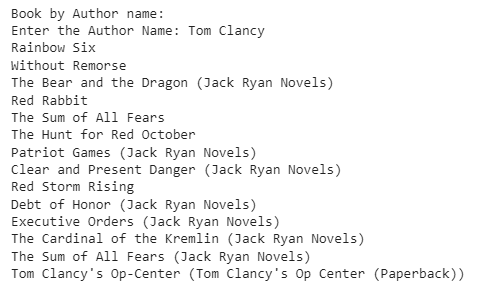 Book by Author name:
Enter the Author Name: Tom Clancy
Rainbow Six
Without Remorse
The Bear and the Dragon (Jack Ryan Novels)
Red Rabbit
The Sum of All Fears
The Hunt for Red October
Patriot Games (Jack Ryan Novels)
Clear and Present Danger (Jack Ryan Novels)
Red Storm Rising
Debt of Honor (Jack Ryan Novels)
Executive Orders (Jack Ryan Novels)
The Cardinal of the Kremlin (Jack Ryan Novels)
The Sum of All Fears (Jack Ryan Novels)
Tom Clancy's Op-Center (Tom Clancy's Op Center (Paperback))